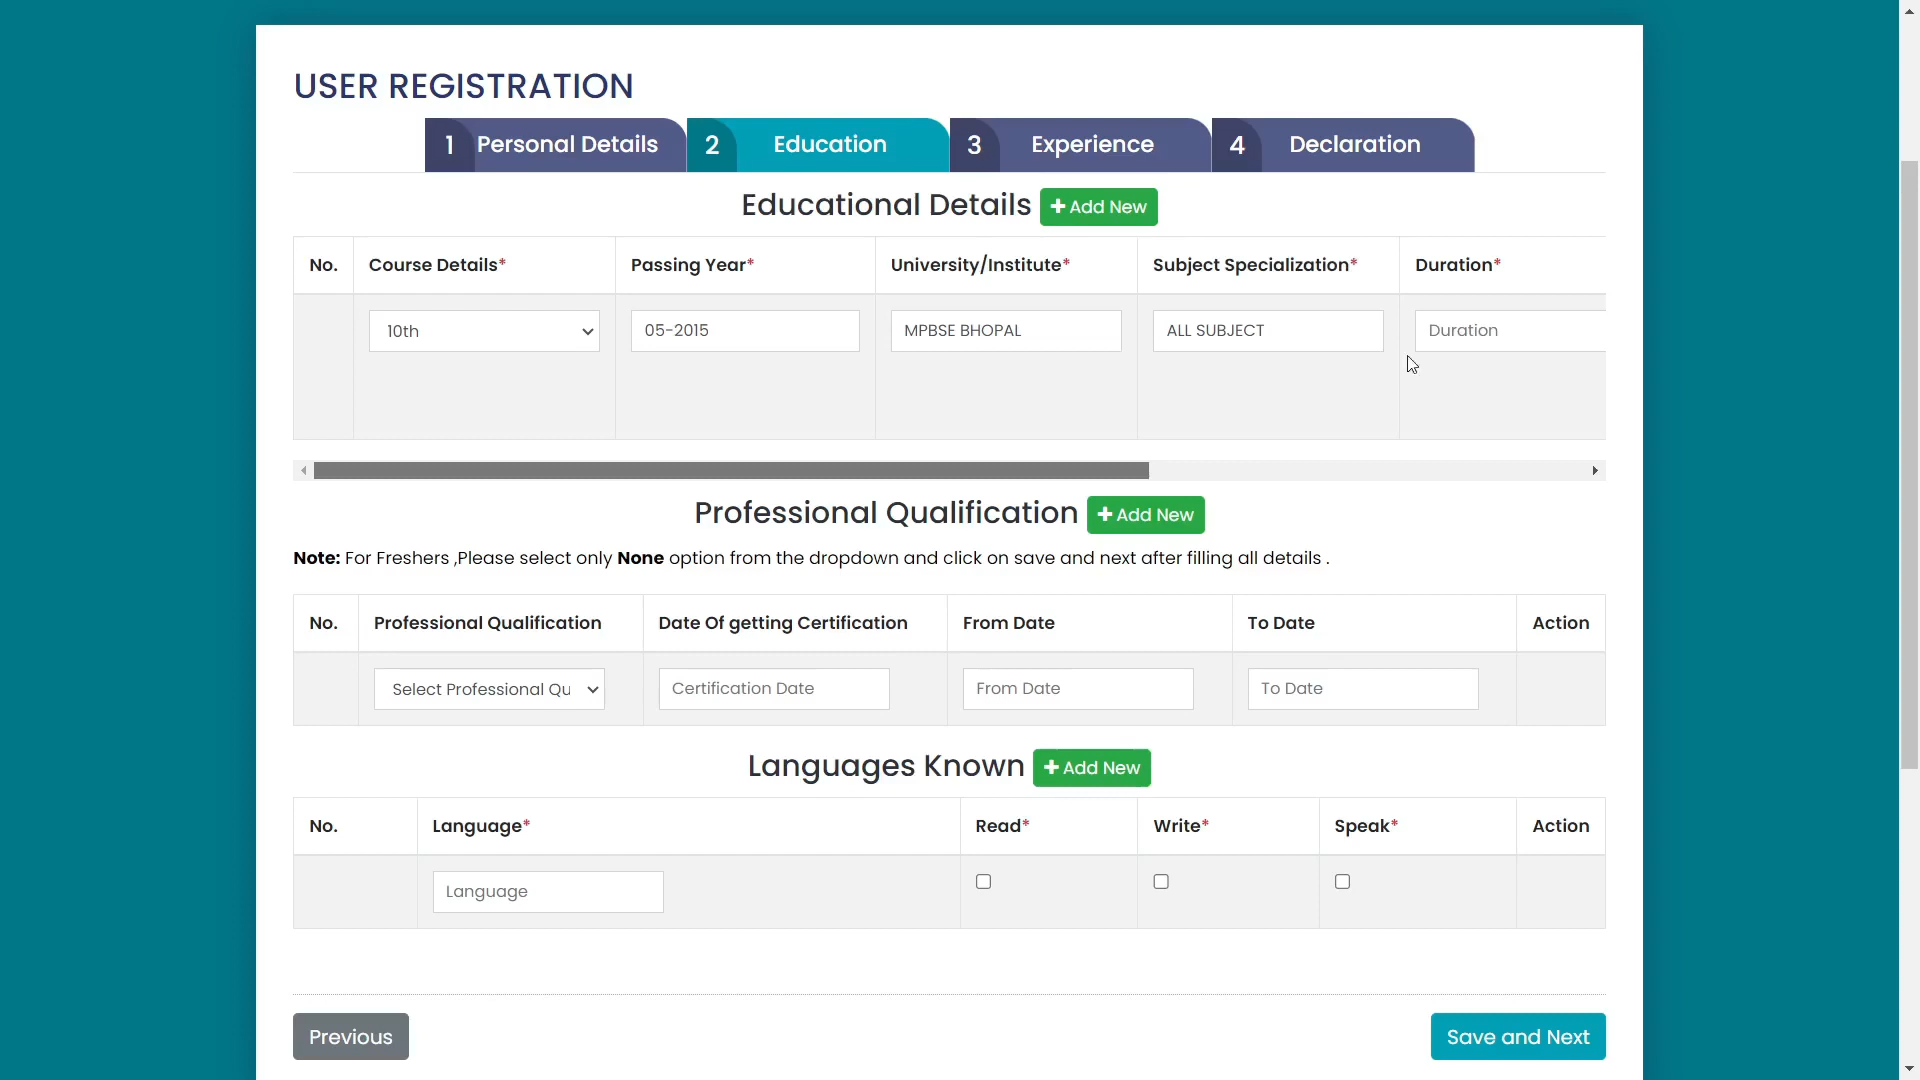 USER REGISTRATION
1 Personal Details 2 Education 3 Experience 4 Declaration
Educational Details Add New
No. Course Details* Passing Year* University/Institute* Subject Specialization* Duration*
10th 05-2015 MPBSE BHOPAL ALL SUBJECT Duration
Professional Qualification Add New
Note: For Freshers ,Please select only None option from the dropdown and click on save and next after filling all details .
No. Professional Qualification Date Of getting Certification From Date To Date Action
Select Professional Qu Certification Date From Date To Date
Languages Known Add New
No. Language* Read* Write* Speak* Action
Language
Previous Save and Next